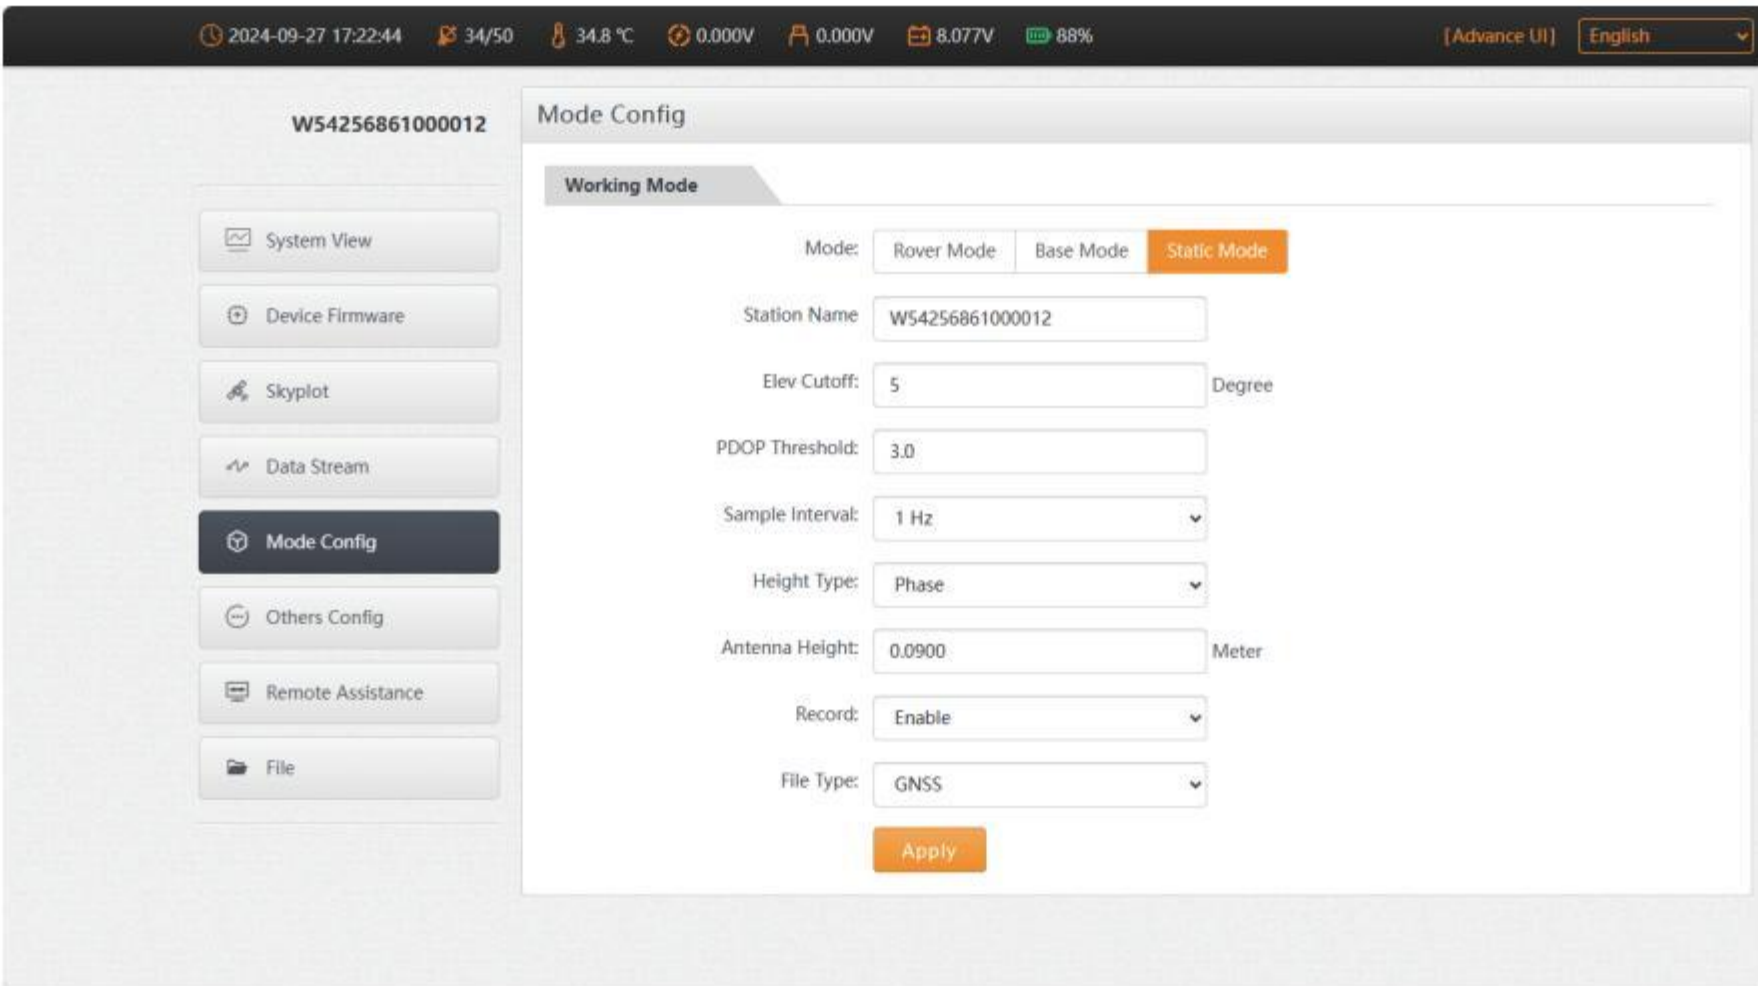 2024-09-27 17:22:44 34/50 34.8 ℃ 0.000V 0.000V 8.077V 88% [Advance UI] English
W54256861000012
System View
Device Firmware
Skyplot
Data Stream
Mode Config
Others Config
Remote Assistance
File
Mode Config
Working Mode
Mode: Rover Mode Base Mode Static Mode
Station Name W54256861000012
Elev Cutoff: 5 Degree
PDOP Threshold: 3.0
Sample Interval: 1 Hz
Height Type: Phase
Antenna Height: 0.0900 Meter
Record: Enable
File Type: GNSS
Apply